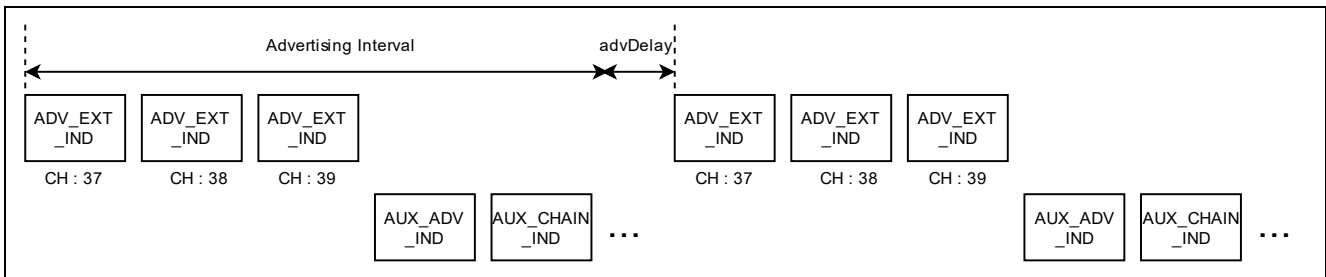 Advertising Interval
advDelay
ADV_EXT
_IND
ADV_EXT
_IND
ADV_EXT
_IND
ADV_EXT
_IND
ADV_EXT
_IND
ADV_EXT
_IND
CH : 37
CH : 38
CH : 39
CH : 37
CH : 38
CH : 39
AUX_ADV
_IND
AUX_CHAIN
_IND
...
AUX_ADV
_IND
AUX_CHAIN
_IND
...